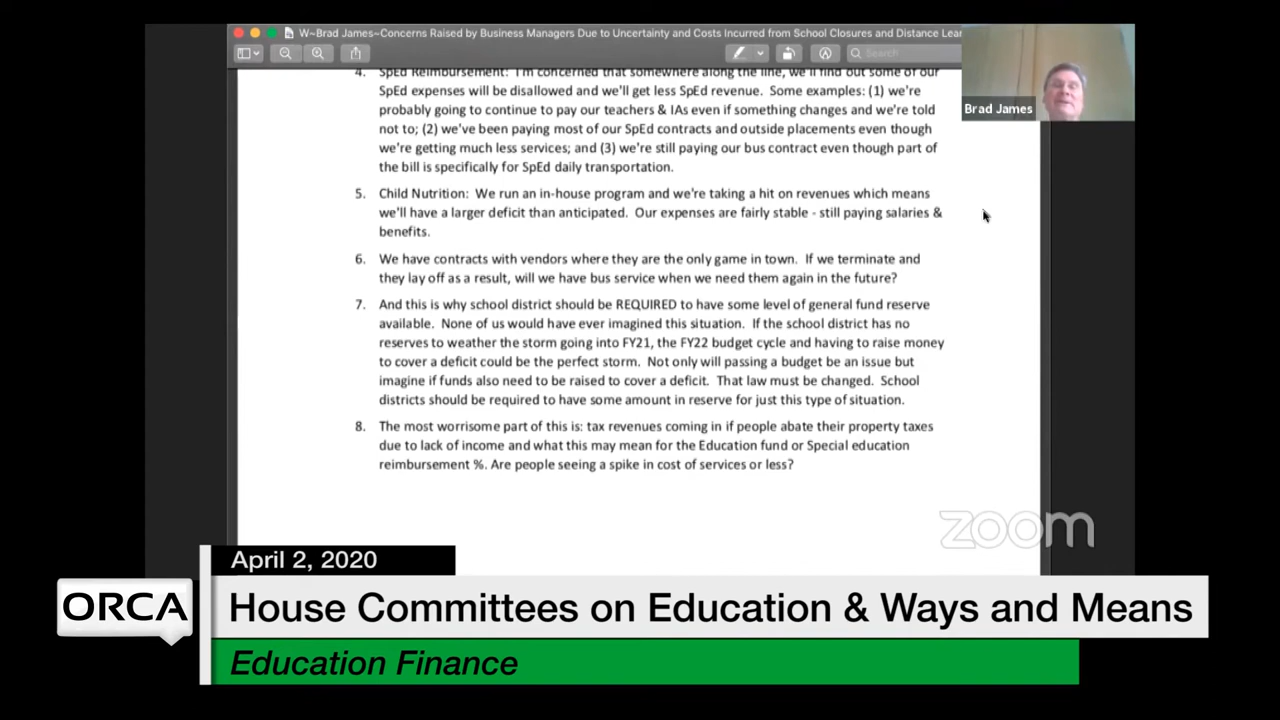 W~Brad James~Concerns Raised by Business Managers Due to Uncertainty and Costs Incurred from School Closures and Distance Lear
Search
Brad James
4. SpEd Reimbursement: I'm concerned that somewhere along the line, we'll find out some of our
SpEd expenses will be disallowed and we'll get less SpEd revenue. Some examples: (1) we're
probably going to continue to pay our teachers & IAs even if something changes and we're told
not to; (2) we've been paying most of our SpEd contracts and outside placements even though
we're getting much less services; and (3) we're still paying our bus contract even though part of
the bill is specifically for SpEd daily transportation.
5. Child Nutrition: We run an in-house program and we're taking a hit on revenues which means
we'll have a larger deficit than anticipated. Our expenses are fairly stable - still paying salaries &
benefits.
6. We have contracts with vendors where they are the only game in town. If we terminate and
they lay off as a result, will we have bus service when we need them again in the future?
7. And this is why school district should be REQUIRED to have some level of general fund reserve
available. None of us would have ever imagined this situation. If the school district has no
reserves to weather the storm going into FY21, the FY22 budget cycle and having to raise money
to cover a deficit could be the perfect storm. Not only will passing a budget be an issue but
imagine if funds also need to be raised to cover a deficit. That law must be changed. School
districts should be required to have some amount in reserve for just this type of situation.
8. The most worrisome part of this is: tax revenues coming in if people abate their property taxes
due to lack of income and what this may mean for the Education fund or Special education
reimbursement %. Are people seeing a spike in cost of services or less?
zoom
April 2, 2020
ORCA
House Committees on Education & Ways and Means
Education Finance